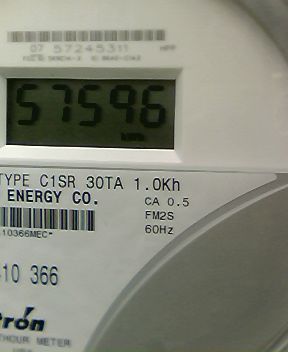 07 57245311
57596
TYPE C1SR 30TA 1.0Kh
ENERGY CO.
CA 0.5
FM2S
60Hz
10366MEC
10 366
tron
THOUR METER
USA